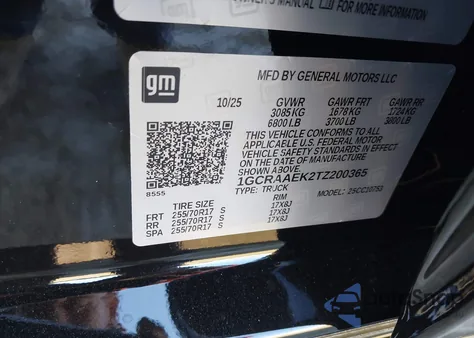 OWNER'S MANUAL FOR MORE
gm
MFD BY GENERAL MOTORS LLC
10/25 GVWR GAWR FRT GAWR RR
3085 KG 1678 KG 1724 KG
6800 LB 3700 LB 3800 LB
THIS VEHICLE CONFORMS TO ALL
APPLICABLE U.S. FEDERAL MOTOR
VEHICLE SAFETY STANDARDS IN
EFFECT ON THE DATE OF
MANUFACTURE SHOWN ABOVE
1GCRAAEK2TZ200365
TYPE: TRUCK MODEL:
8555
TIRE SIZE RIM
FRT 255/70R17 S 17X8J
RR 255/70R17 S 17X8J
SPA 255/70R17 S 17X8J